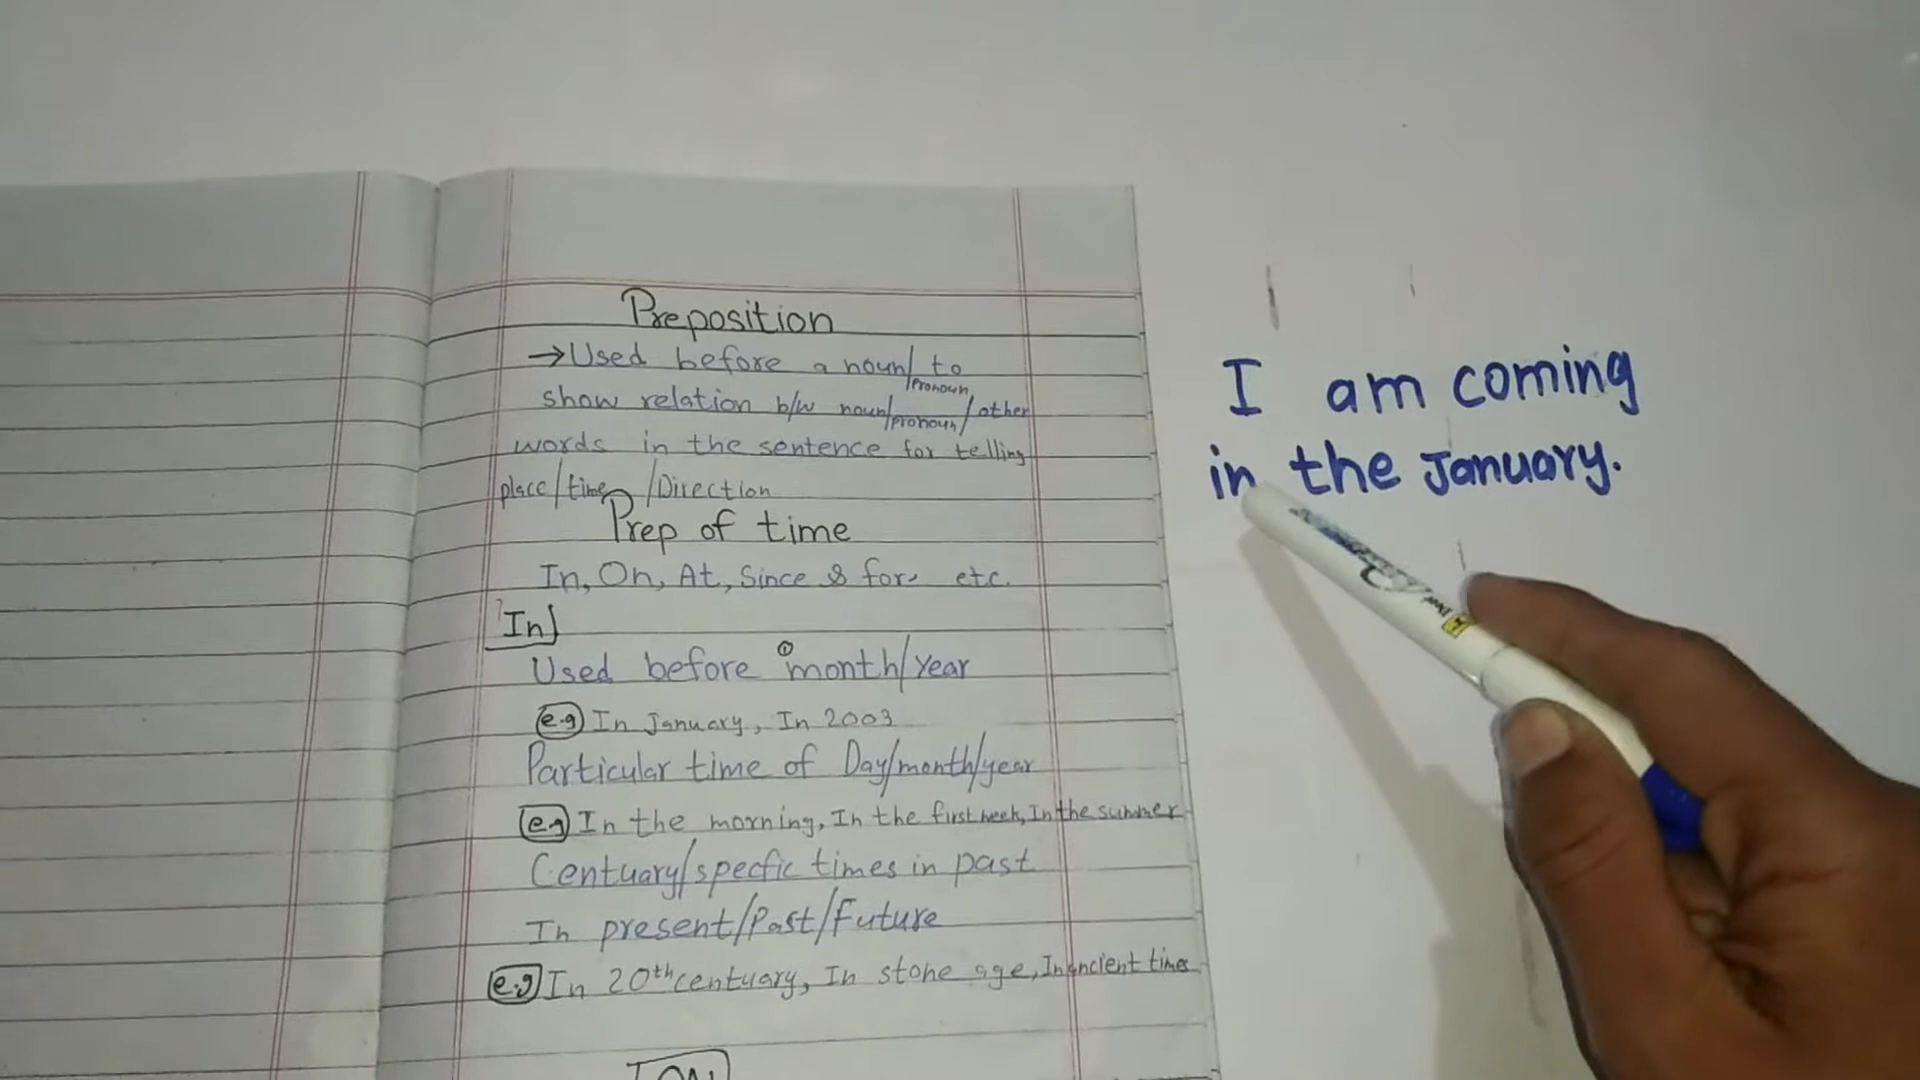 Preposition
→ Used before a noun/pronoun to
show relation b/w noun/pronoun/other
words in the sentence for telling
place/time/Direction
Prep of time
In, On, At, Since & for, etc.
In
Used before ① month/Year
e.g In January, In 2003
Particular time of Day/month/year
e.g In the morning, In the first week, In the summer
Centuary/specfic times in past
In present/Past/Future
e.g In 20th centuary, In stone age, In ancient times
ON
I am coming
in the January.